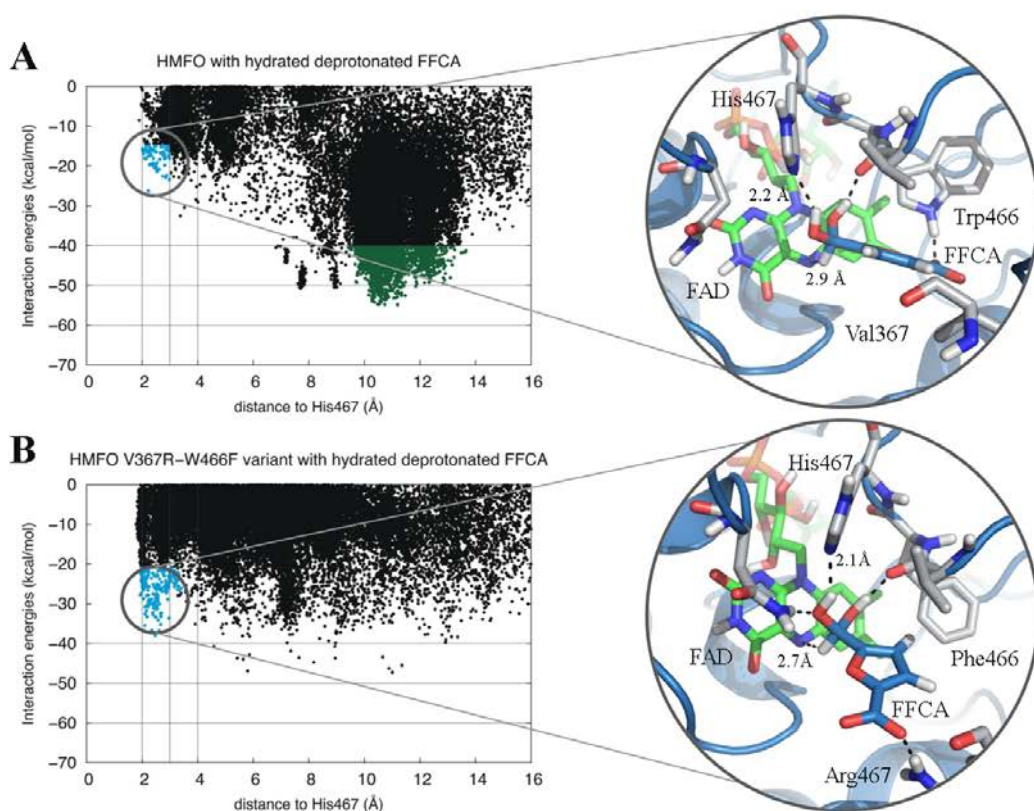 A
HMFO with hydrated deprotonated FFCA
Interaction energies (kcal/mol)
0
−10
−20
−30
−40
−50
−60
−70
0 2 4 6 8 10 12 14 16
distance to His467 (Å)
His467
2.2 Å
Trp466
FFCA
FAD
2.9 Å
Val367
B
HMFO V367R−W466F variant with hydrated deprotonated FFCA
Interaction energies (kcal/mol)
0
−10
−20
−30
−40
−50
−60
−70
0 2 4 6 8 10 12 14 16
distance to His467 (Å)
His467
2.1Å
Phe466
FAD
2.7Å
FFCA
Arg467